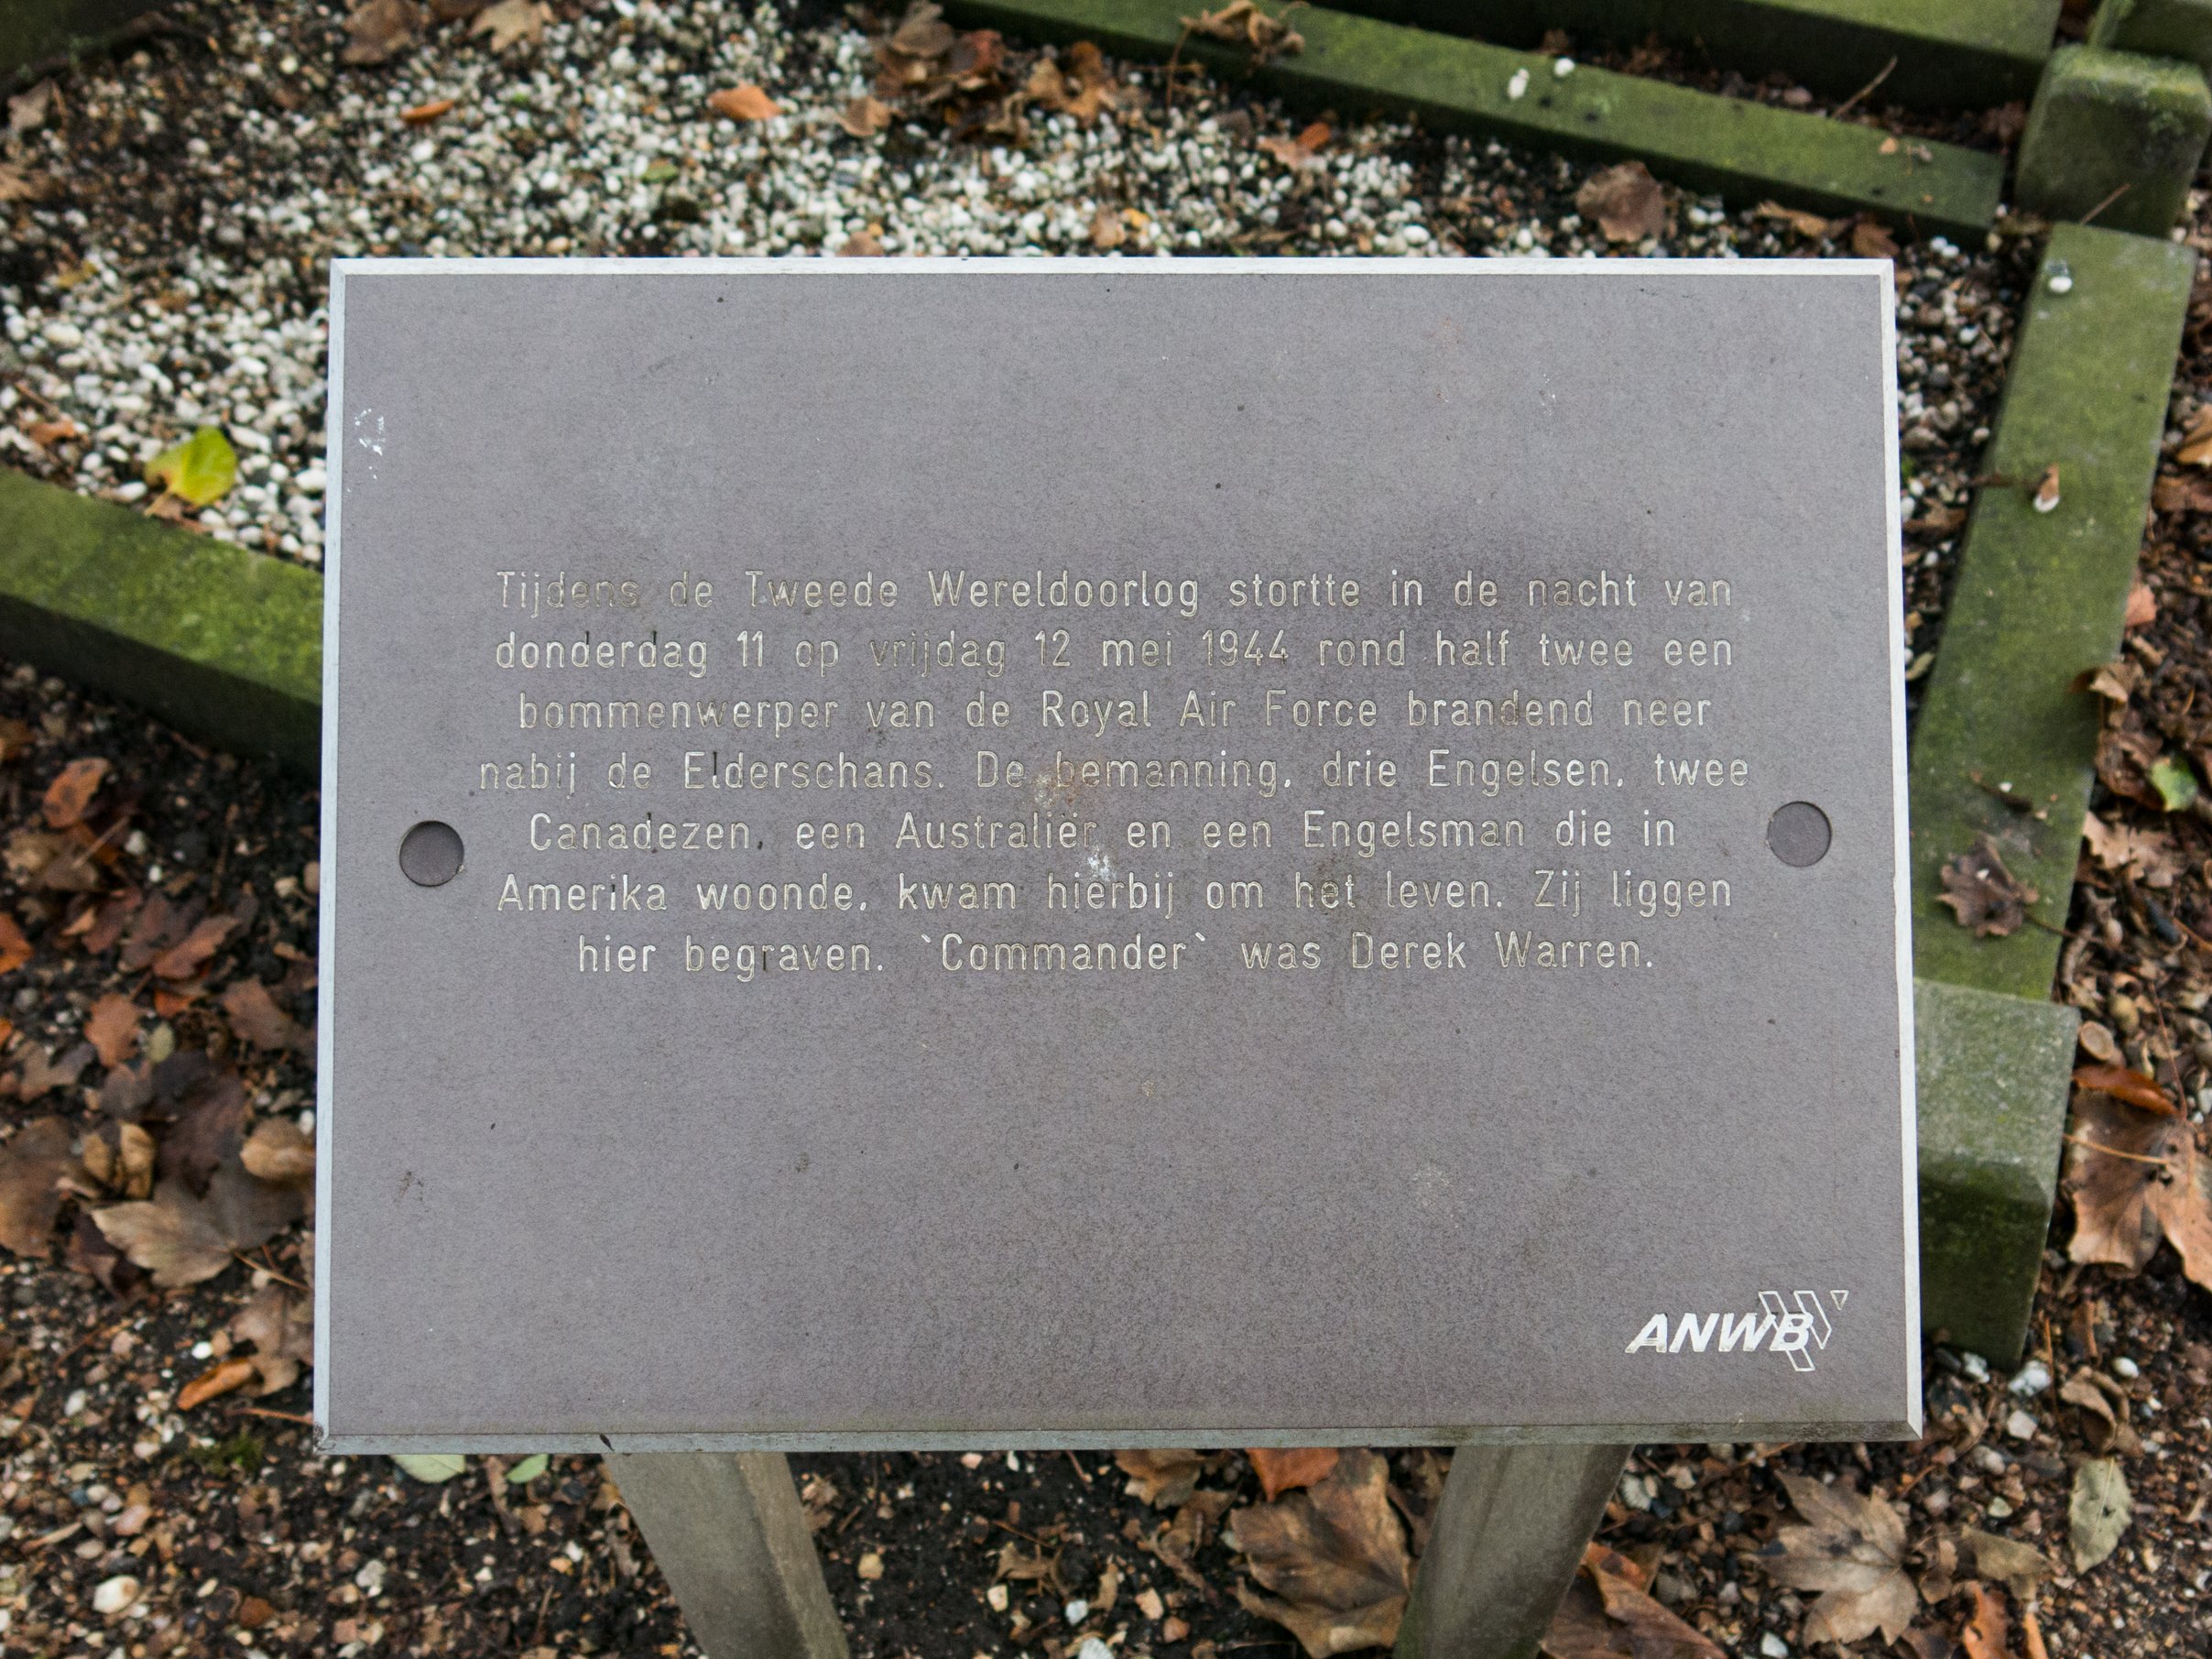 Tijdens de Tweede Wereldoorlog stortte in de nacht van
donderdag 11 op vrijdag 12 mei 1944 rond half twee een
bommenwerper van de Royal Air Force brandend neer
nabij de Elderschans. De bemanning, drie Engelsen, twee
Canadezen, een Australiër en een Engelsman die in
Amerika woonde, kwam hierbij om het leven. Zij liggen
hier begraven. `Commander` was Derek Warren.
ANWB